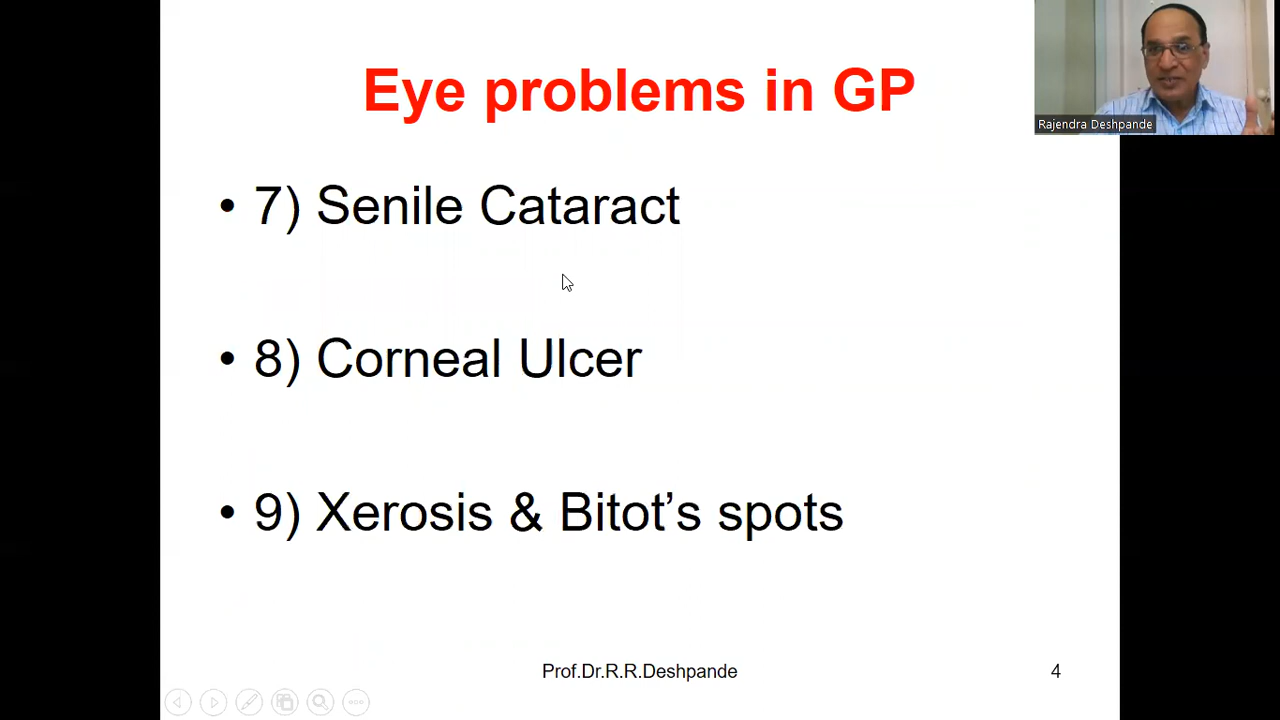 Eye problems in GP
Rajendra Deshpande
• 7) Senile Cataract
• 8) Corneal Ulcer
• 9) Xerosis & Bitot’s spots
Prof.Dr.R.R.Deshpande
4